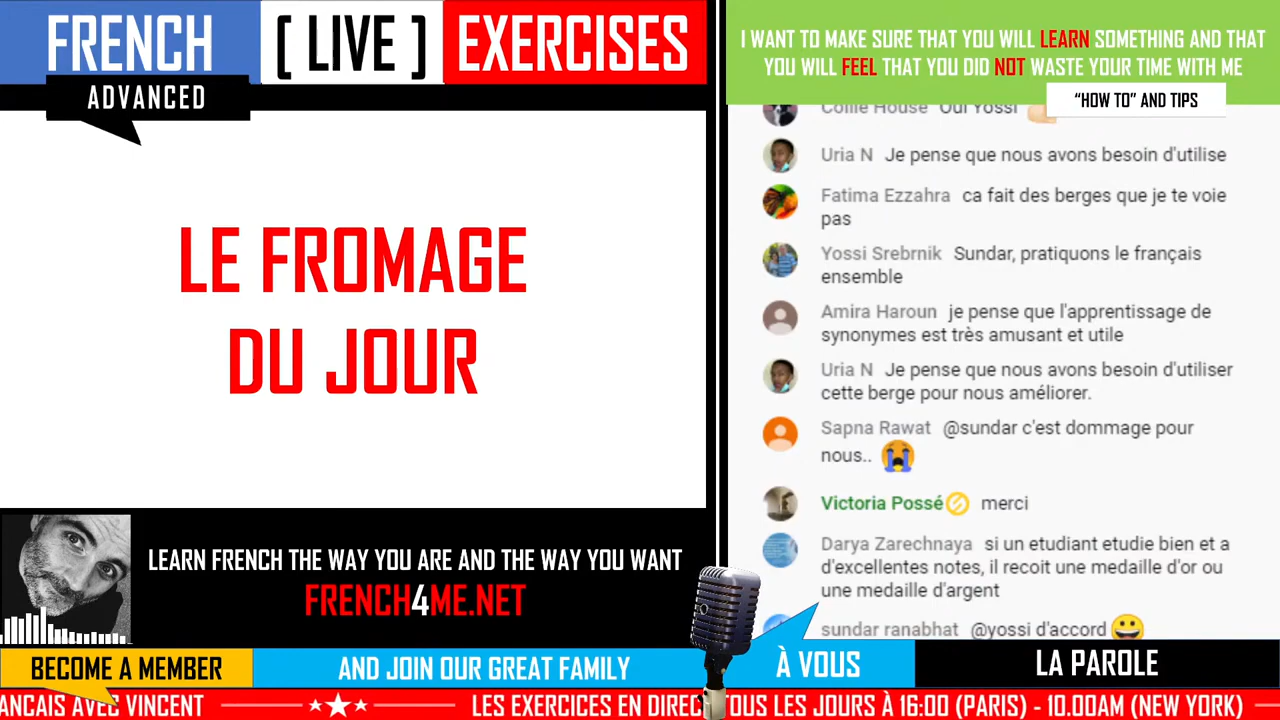 FRENCH [ LIVE ] EXERCISES
ADVANCED
LE FROMAGE
DU JOUR
LEARN FRENCH THE WAY YOU ARE AND THE WAY YOU WANT
FRENCH4ME.NET
BECOME A MEMBER
AND JOIN OUR GREAT FAMILY
I WANT TO MAKE SURE THAT YOU WILL LEARN SOMETHING AND THAT
YOU WILL FEEL THAT YOU DID NOT WASTE YOUR TIME WITH ME
“HOW TO” AND TIPS
Collie House Oui Yossi
Uria N Je pense que nous avons besoin d'utilise
Fatima Ezzahra ca fait des berges que je te voie
pas
Yossi Srebrnik Sundar, pratiquons le français
ensemble
Amira Haroun je pense que l'apprentissage de
synonymes est très amusant et utile
Uria N Je pense que nous avons besoin d'utiliser
cette berge pour nous améliorer.
Sapna Rawat @sundar c'est dommage pour
nous.. 😭
Victoria Possé merci
Darya Zarechnaya si un etudiant etudie bien et a
d'excellentes notes, il recoit une medaille d'or ou
une medaille d'argent
sundar ranabhat @yossi d'accord 😀
À VOUS
LA PAROLE
ANCAIS AVEC VINCENT
LES EXERCICES EN DIREC TOUS LES JOURS À 16:00 (PARIS) - 10.00AM (NEW YORK)